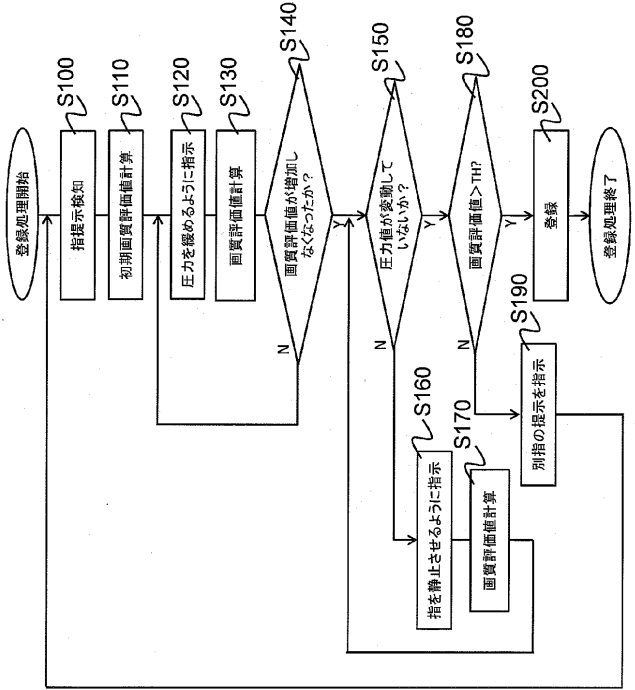 登録処理開始
S100
指提示検知
S110
初期画質評価値計算
S120
圧力を緩めるように指示
S130
画質評価値計算
S140
画質評価値が増加し
なくなったか?
N
Y
S150
圧力値が変動して
いないか?
N
Y
S160
指を静止させるように指示
S170
画質評価値計算
S180
画質評価値>TH?
N
Y
S190
別指の提示を指示
S200
登録
登録処理終了